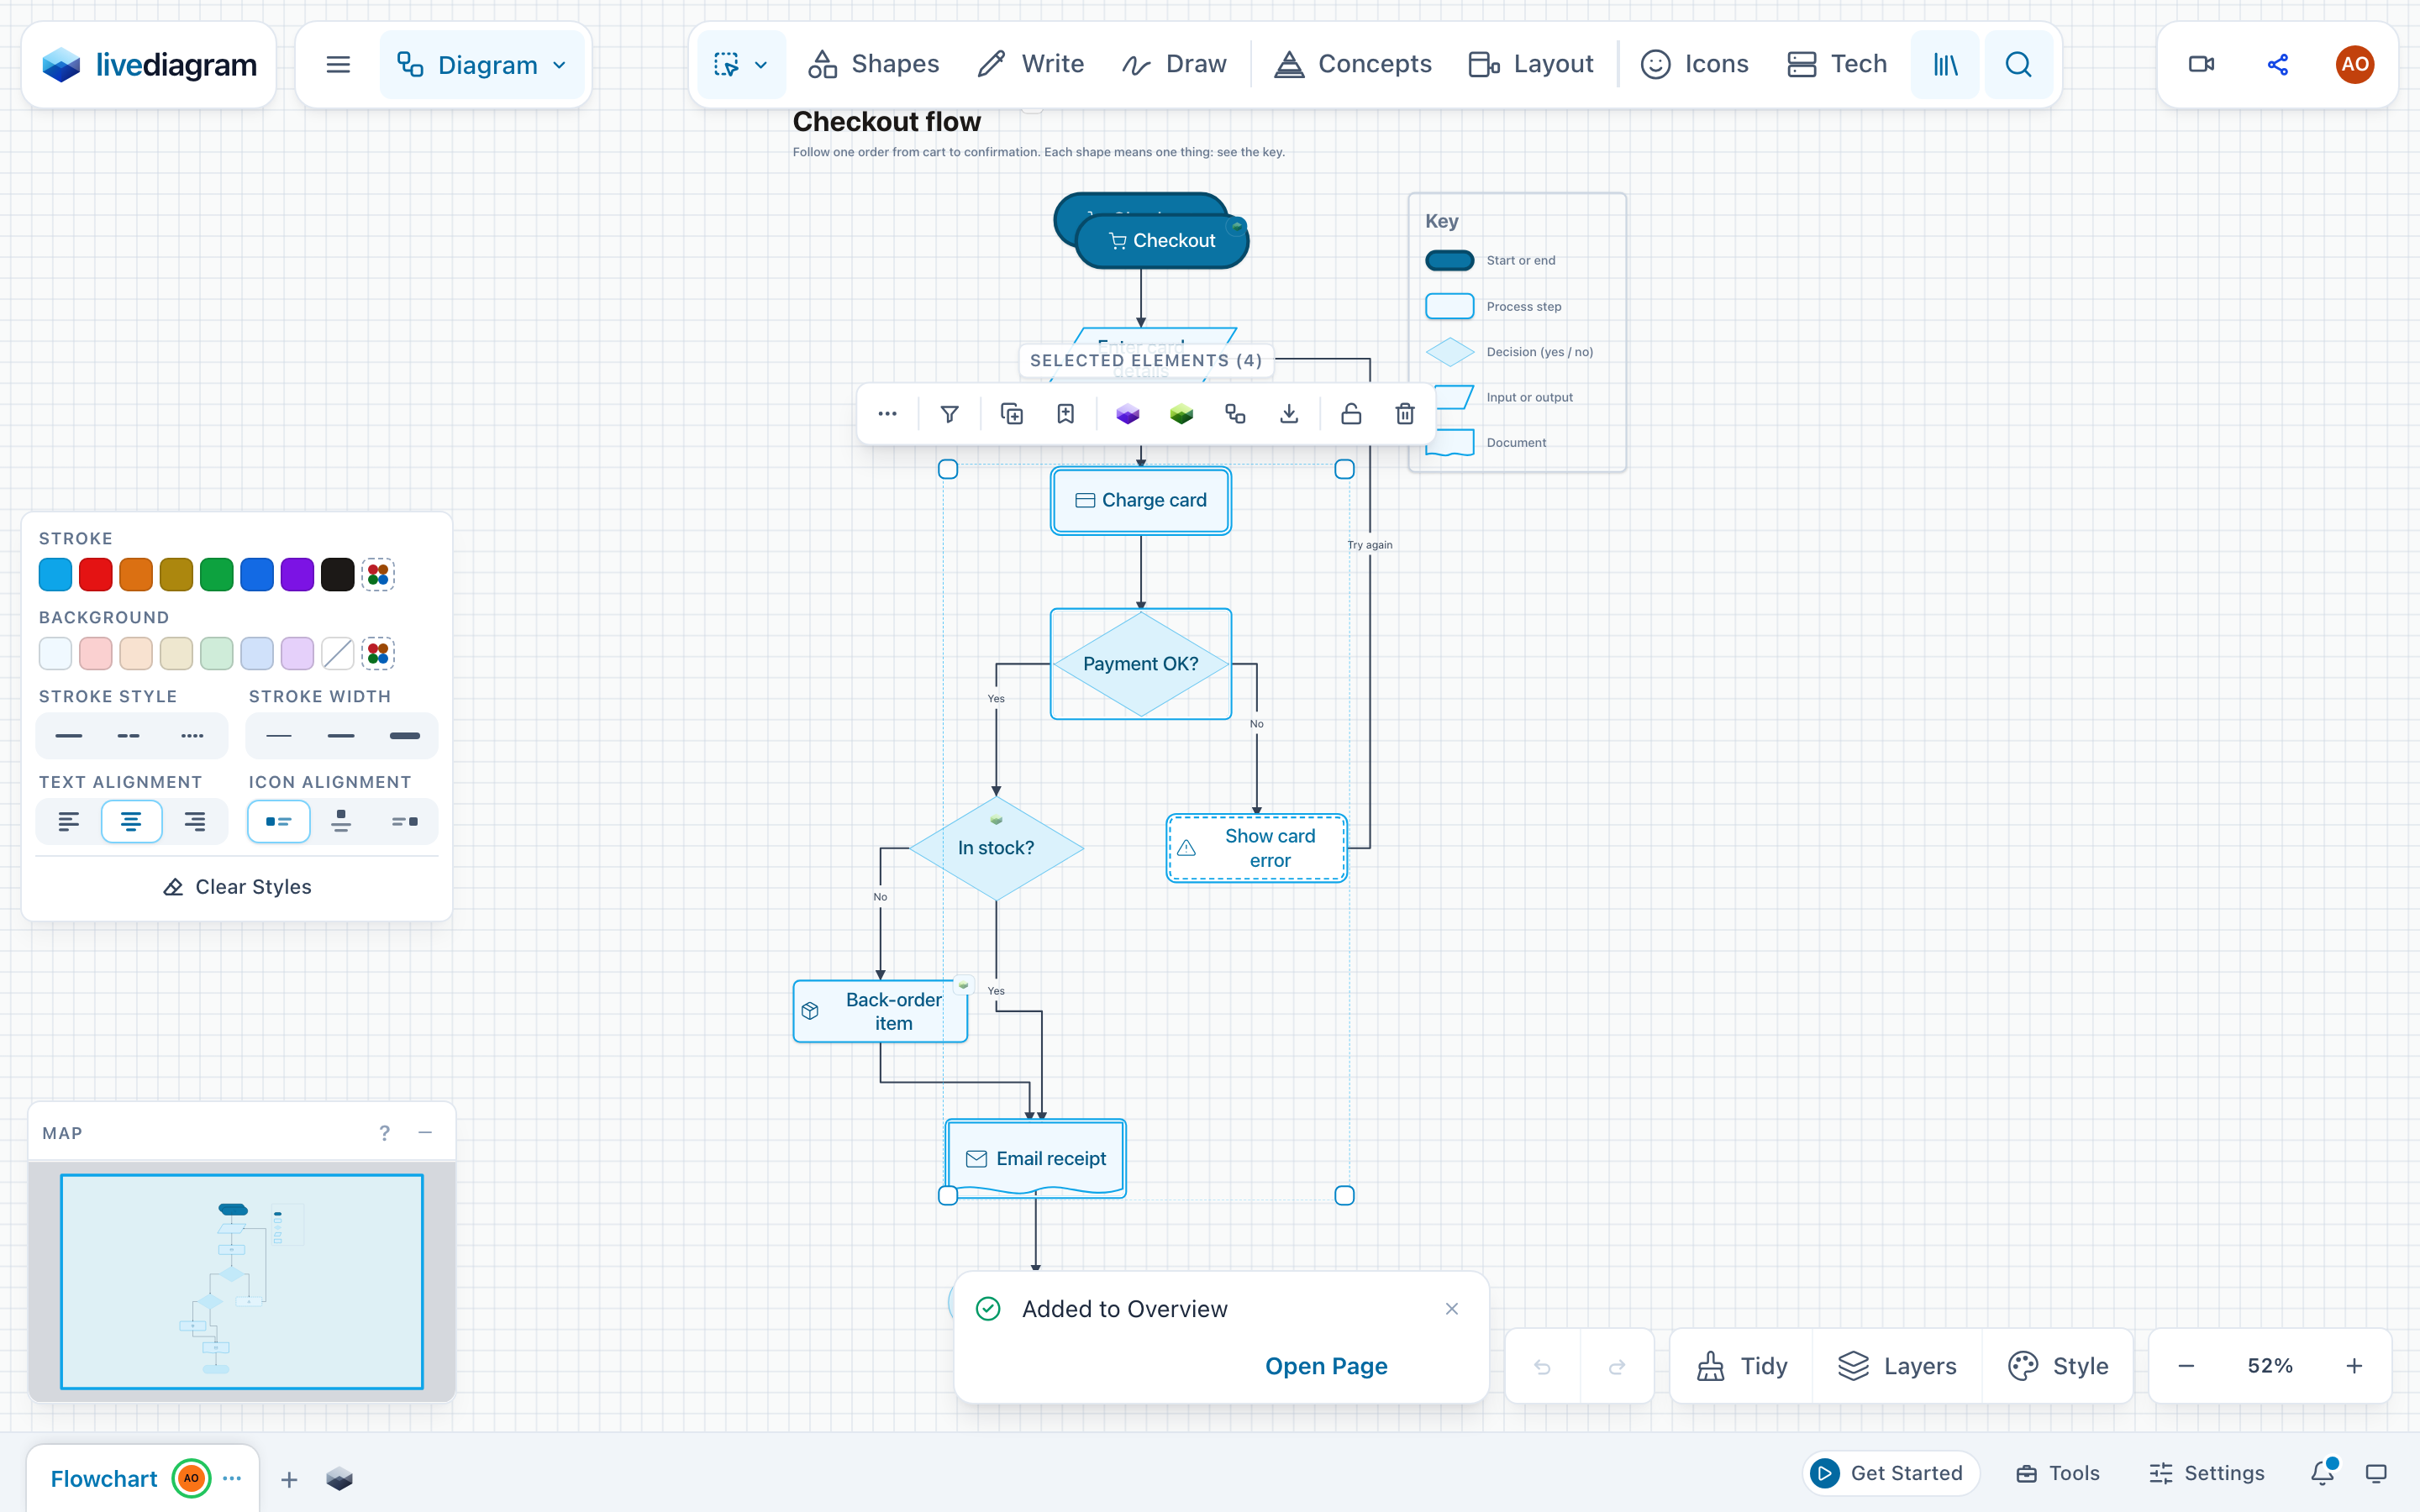 livediagram
Diagram
Shapes
Write
Draw
Concepts
Layout
Icons
Tech
AO
Checkout flow
Follow one order from cart to confirmation. Each shape means one thing: see the key.
Checkout
Key
Start or end
Process step
Decision (yes / no)
Input or output
Document
Enter card
details
SELECTED ELEMENTS (4)
Charge card
Try again
Payment OK?
Yes
No
In stock?
Show card
error
No
Yes
Back-order
item
Email receipt
STROKE
BACKGROUND
STROKE STYLE
STROKE WIDTH
TEXT ALIGNMENT
ICON ALIGNMENT
Clear Styles
MAP
?
Added to Overview
Open Page
Tidy
Layers
Style
52%
Flowchart
AO
Get Started
Tools
Settings